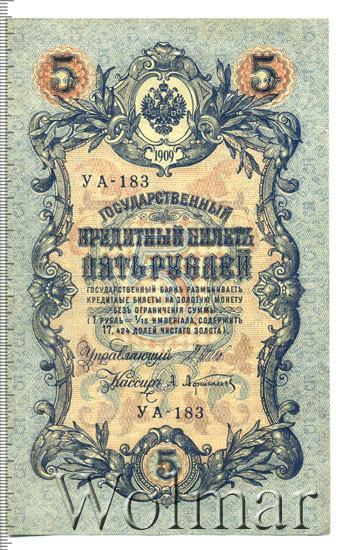 5 5
1909
УА-183
ГОСУДАРСТВЕННЫЙ
КРЕДИТНЫЙ БИЛЕТЪ
ПЯТЬ РУБЛЕЙ
ГОСУДАРСТВЕННЫЙ БАНКЪ РАЗМѢНИВАЕТЪ
КРЕДИТНЫЕ БИЛЕТЫ НА ЗОЛОТУЮ МОНЕТУ
БЕЗЪ ОГРАНИЧЕНІЯ СУММЫ
(1 РУБЛЬ = 1/15 ИМПЕРІАЛА, СОДЕРЖИТЪ
17,424 ДОЛЕЙ ЧИСТАГО ЗОЛОТА).
Управляющій
Кассиръ
УА-183
5
Wolmar